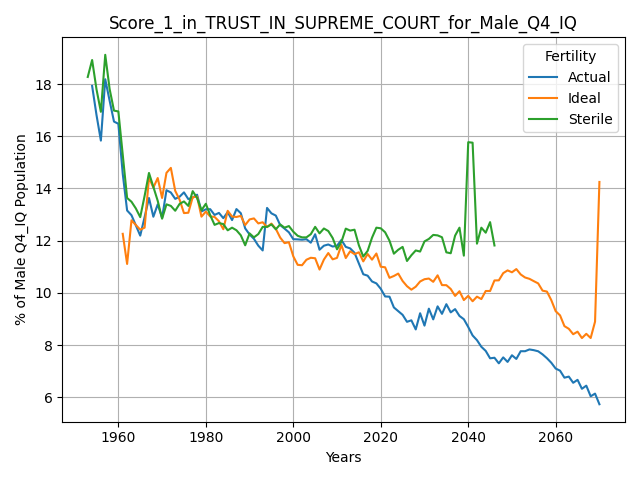 Score_1_in_TRUST_IN_SUPREME_COURT_for_Male_Q4_IQ
Fertility
Actual
Ideal
Sterile
% of Male Q4_IQ Population
18
16
14
12
10
8
6
1960
1980
2000
2020
2040
2060
Years